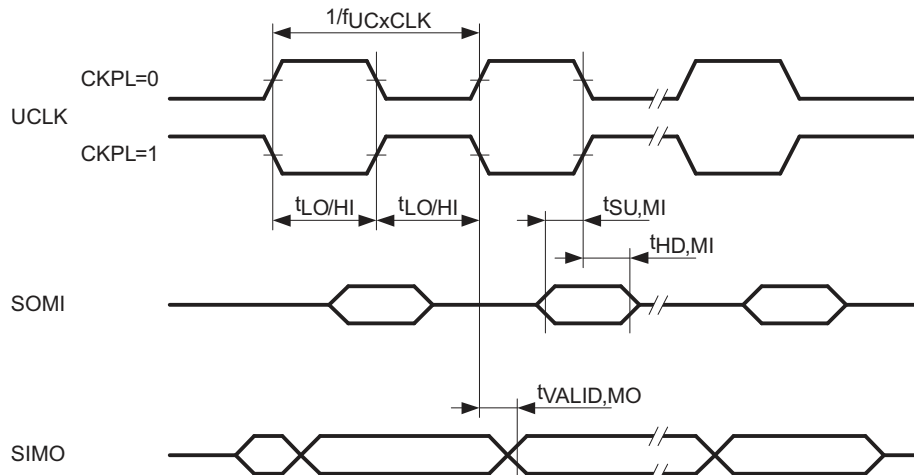 1/fUCxCLK
CKPL=0
UCLK
CKPL=1
tLO/HI tLO/HI tSU,MI
tHD,MI
SOMI
tVALID,MO
SIMO